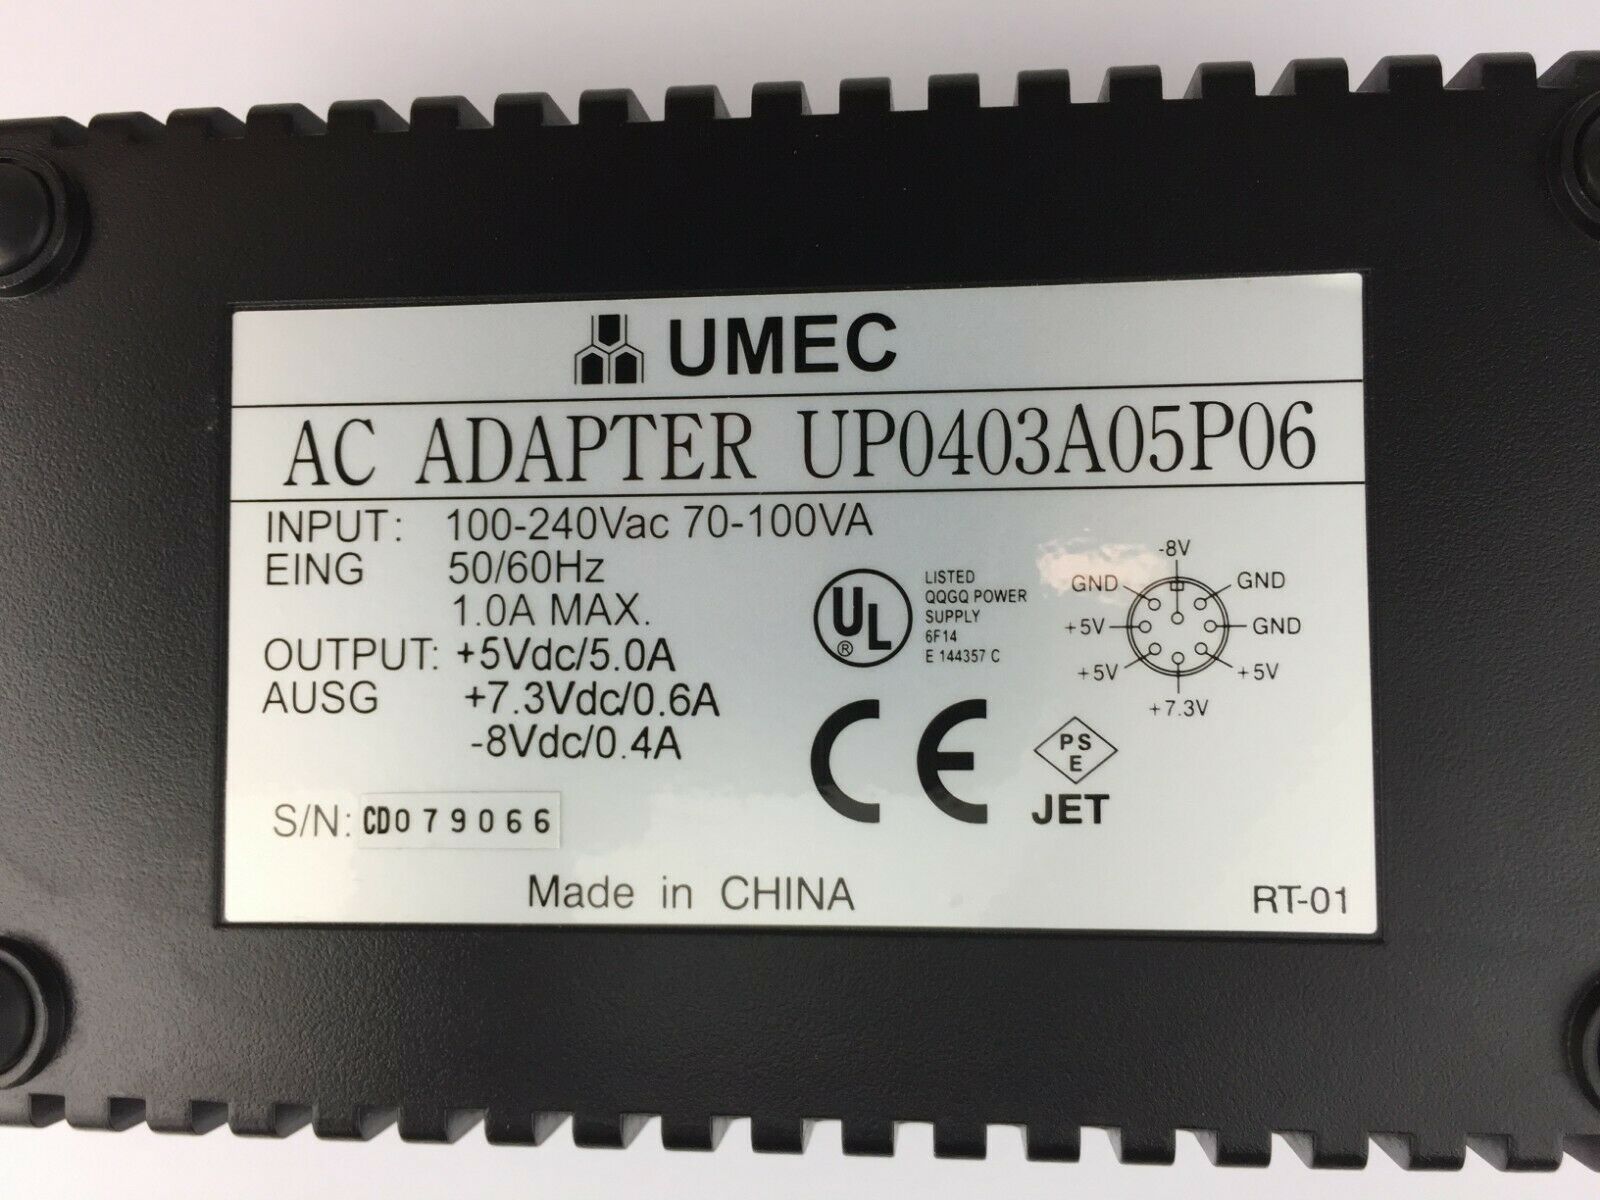 UMEC
AC ADAPTER UP0403A05P06
INPUT: 100-240Vac 70-100VA
EING 50/60Hz
1.0A MAX.
OUTPUT: +5Vdc/5.0A
AUSG +7.3Vdc/0.6A
-8Vdc/0.4A
UL ®
LISTED
QQGQ POWER
SUPPLY
6F14
E 144357 C
-8V
GND GND
+5V GND
+5V +5V
+7.3V
CE
PS
E
JET
S/N: CD079066
Made in CHINA
RT-01